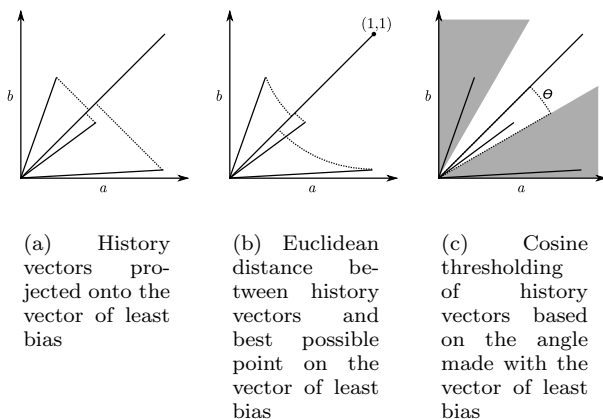 (1,1)
b
b
b
Θ
a
a
a
(a) History
vectors pro-
jected onto the
vector of least
bias
(b) Euclidean
distance be-
tween history
vectors and
best possible
point on the
vector of least
bias
(c) Cosine
thresholding
of history
vectors based
on the angle
made with the
vector of least
bias